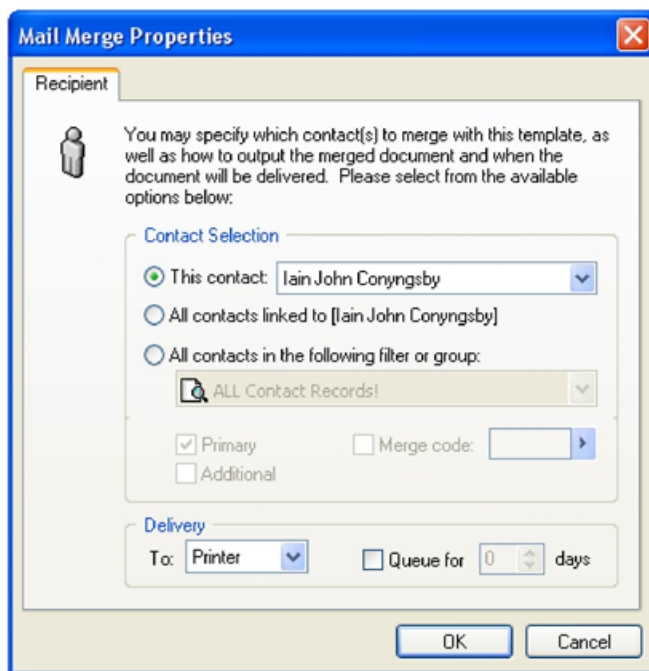 Mail Merge Properties
Recipient
You may specify which contact(s) to merge with this template, as
well as how to output the merged document and when the
document will be delivered. Please select from the available
options below:
Contact Selection
This contact: Iain John Conyngsby
All contacts linked to [Iain John Conyngsby]
All contacts in the following filter or group:
ALL Contact Records!
Primary Merge code:
Additional
Delivery
To: Printer Queue for 0 days
OK Cancel